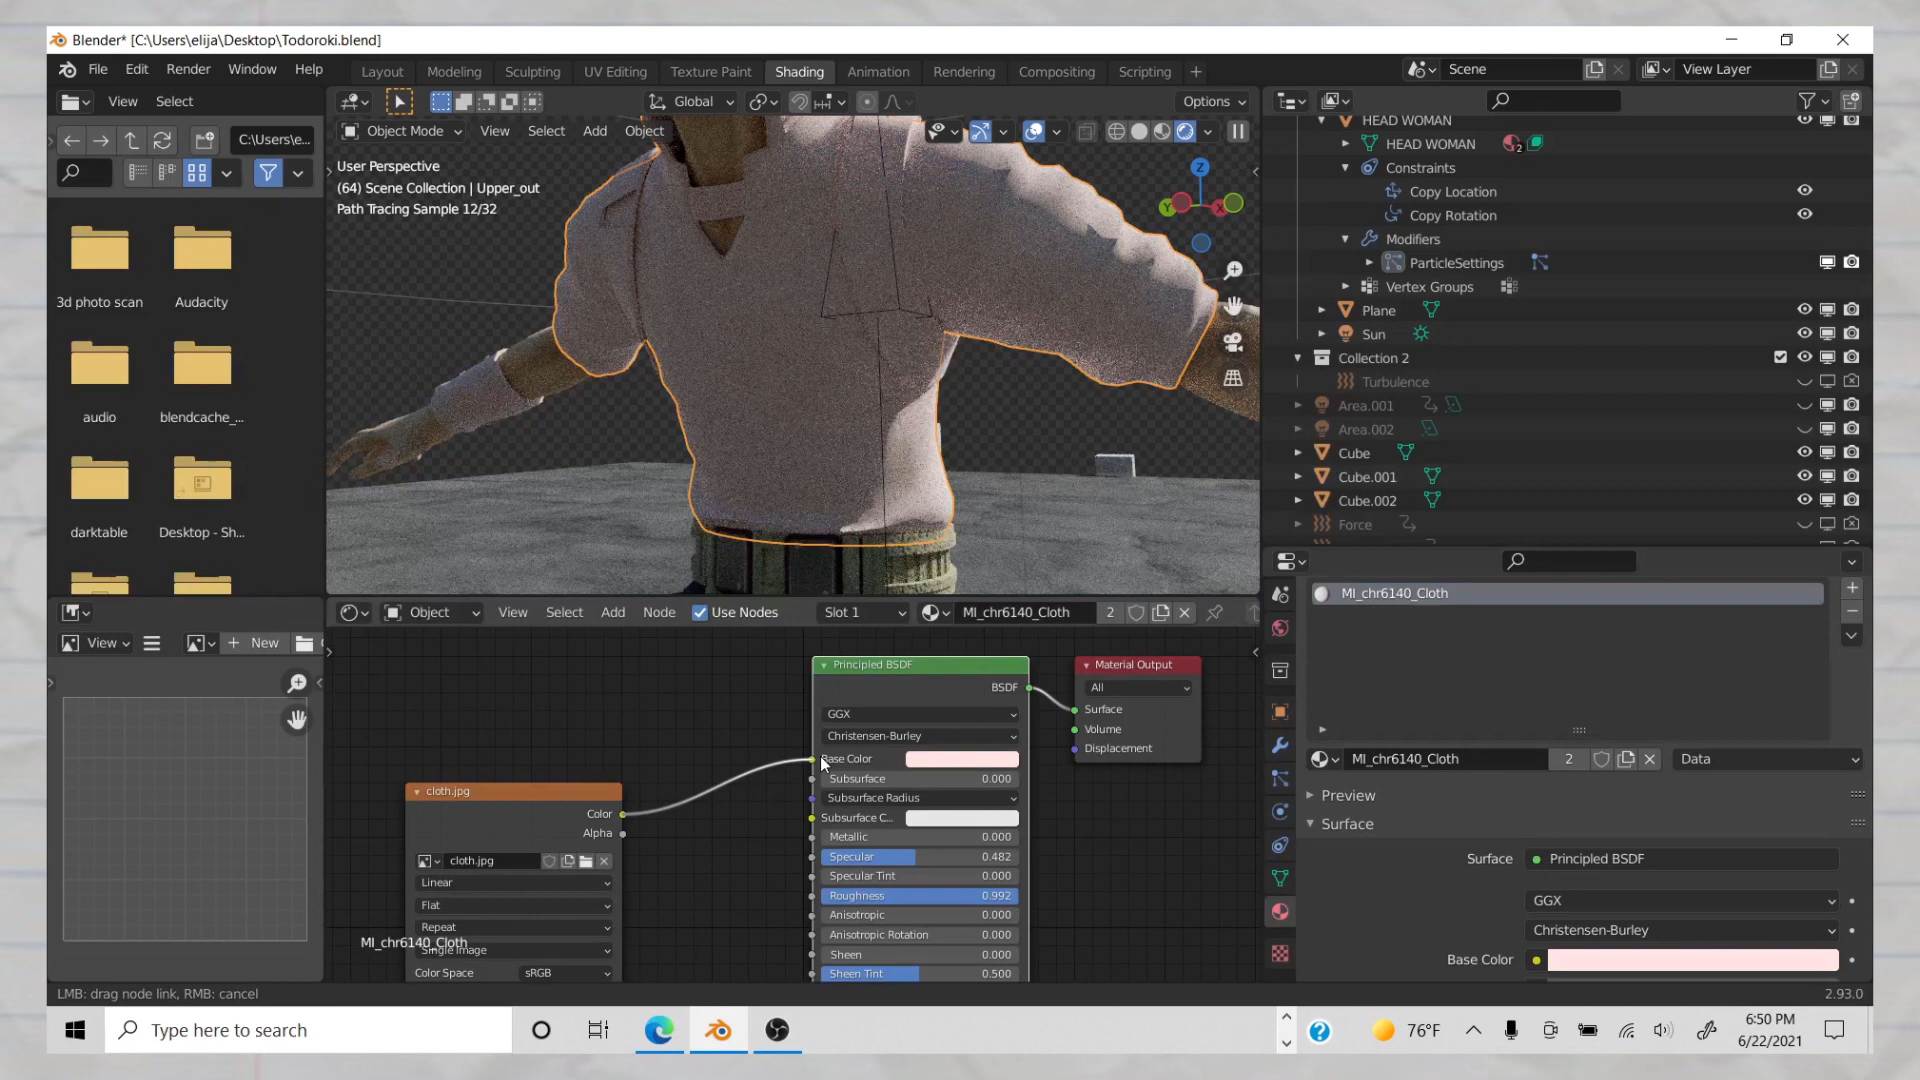 Blender* [C:\Users\elija\Desktop\Todoroki.blend]
File Edit Render Window Help
Layout Modeling Sculpting UV Editing Texture Paint Shading Animation Rendering Compositing Scripting +
Scene
View Layer
View Select
Global
Options
C:\Users\e...
Object Mode View Select Add Object
User Perspective
(64) Scene Collection | Upper_out
Path Tracing Sample 12/32
Z
Y
X
3d photo scan
Audacity
audio
blendcache_...
darktable
Desktop - Sh...
HEAD WOMAN
HEAD WOMAN
2
Constraints
Copy Location
Copy Rotation
Modifiers
ParticleSettings
Vertex Groups
Plane
Sun
Collection 2
Turbulence
Area.001
Area.002
Cube
Cube.001
Cube.002
Force
Object View Select Add Node Use Nodes Slot 1 MI_chr6140_Cloth 2
View
New
Principled BSDF
BSDF
GGX
Christensen-Burley
Base Color
Subsurface 0.000
Subsurface Radius
Subsurface C...
Metallic 0.000
Specular 0.482
Specular Tint 0.000
Roughness 0.992
Anisotropic 0.000
Anisotropic Rotation 0.000
Sheen 0.000
Sheen Tint 0.500
Material Output
All
Surface
Volume
Displacement
cloth.jpg
Color
Alpha
cloth.jpg
Linear
Flat
Repeat
Single Image
Color Space sRGB
MI_chr6140_Cloth
MI_chr6140_Cloth
MI_chr6140_Cloth 2 Data
Preview
Surface
Surface Principled BSDF
GGX
Christensen-Burley
Base Color
LMB: drag node link, RMB: cancel
2.93.0
Type here to search
76°F
6:50 PM
6/22/2021